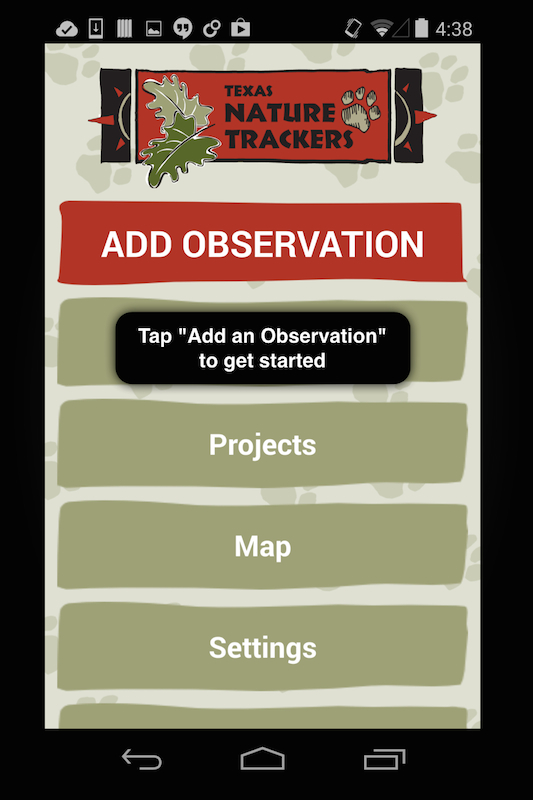 4:38
TEXAS
NATURE
TRACKERS
ADD OBSERVATION
Tap "Add an Observation"
to get started
Projects
Map
Settings